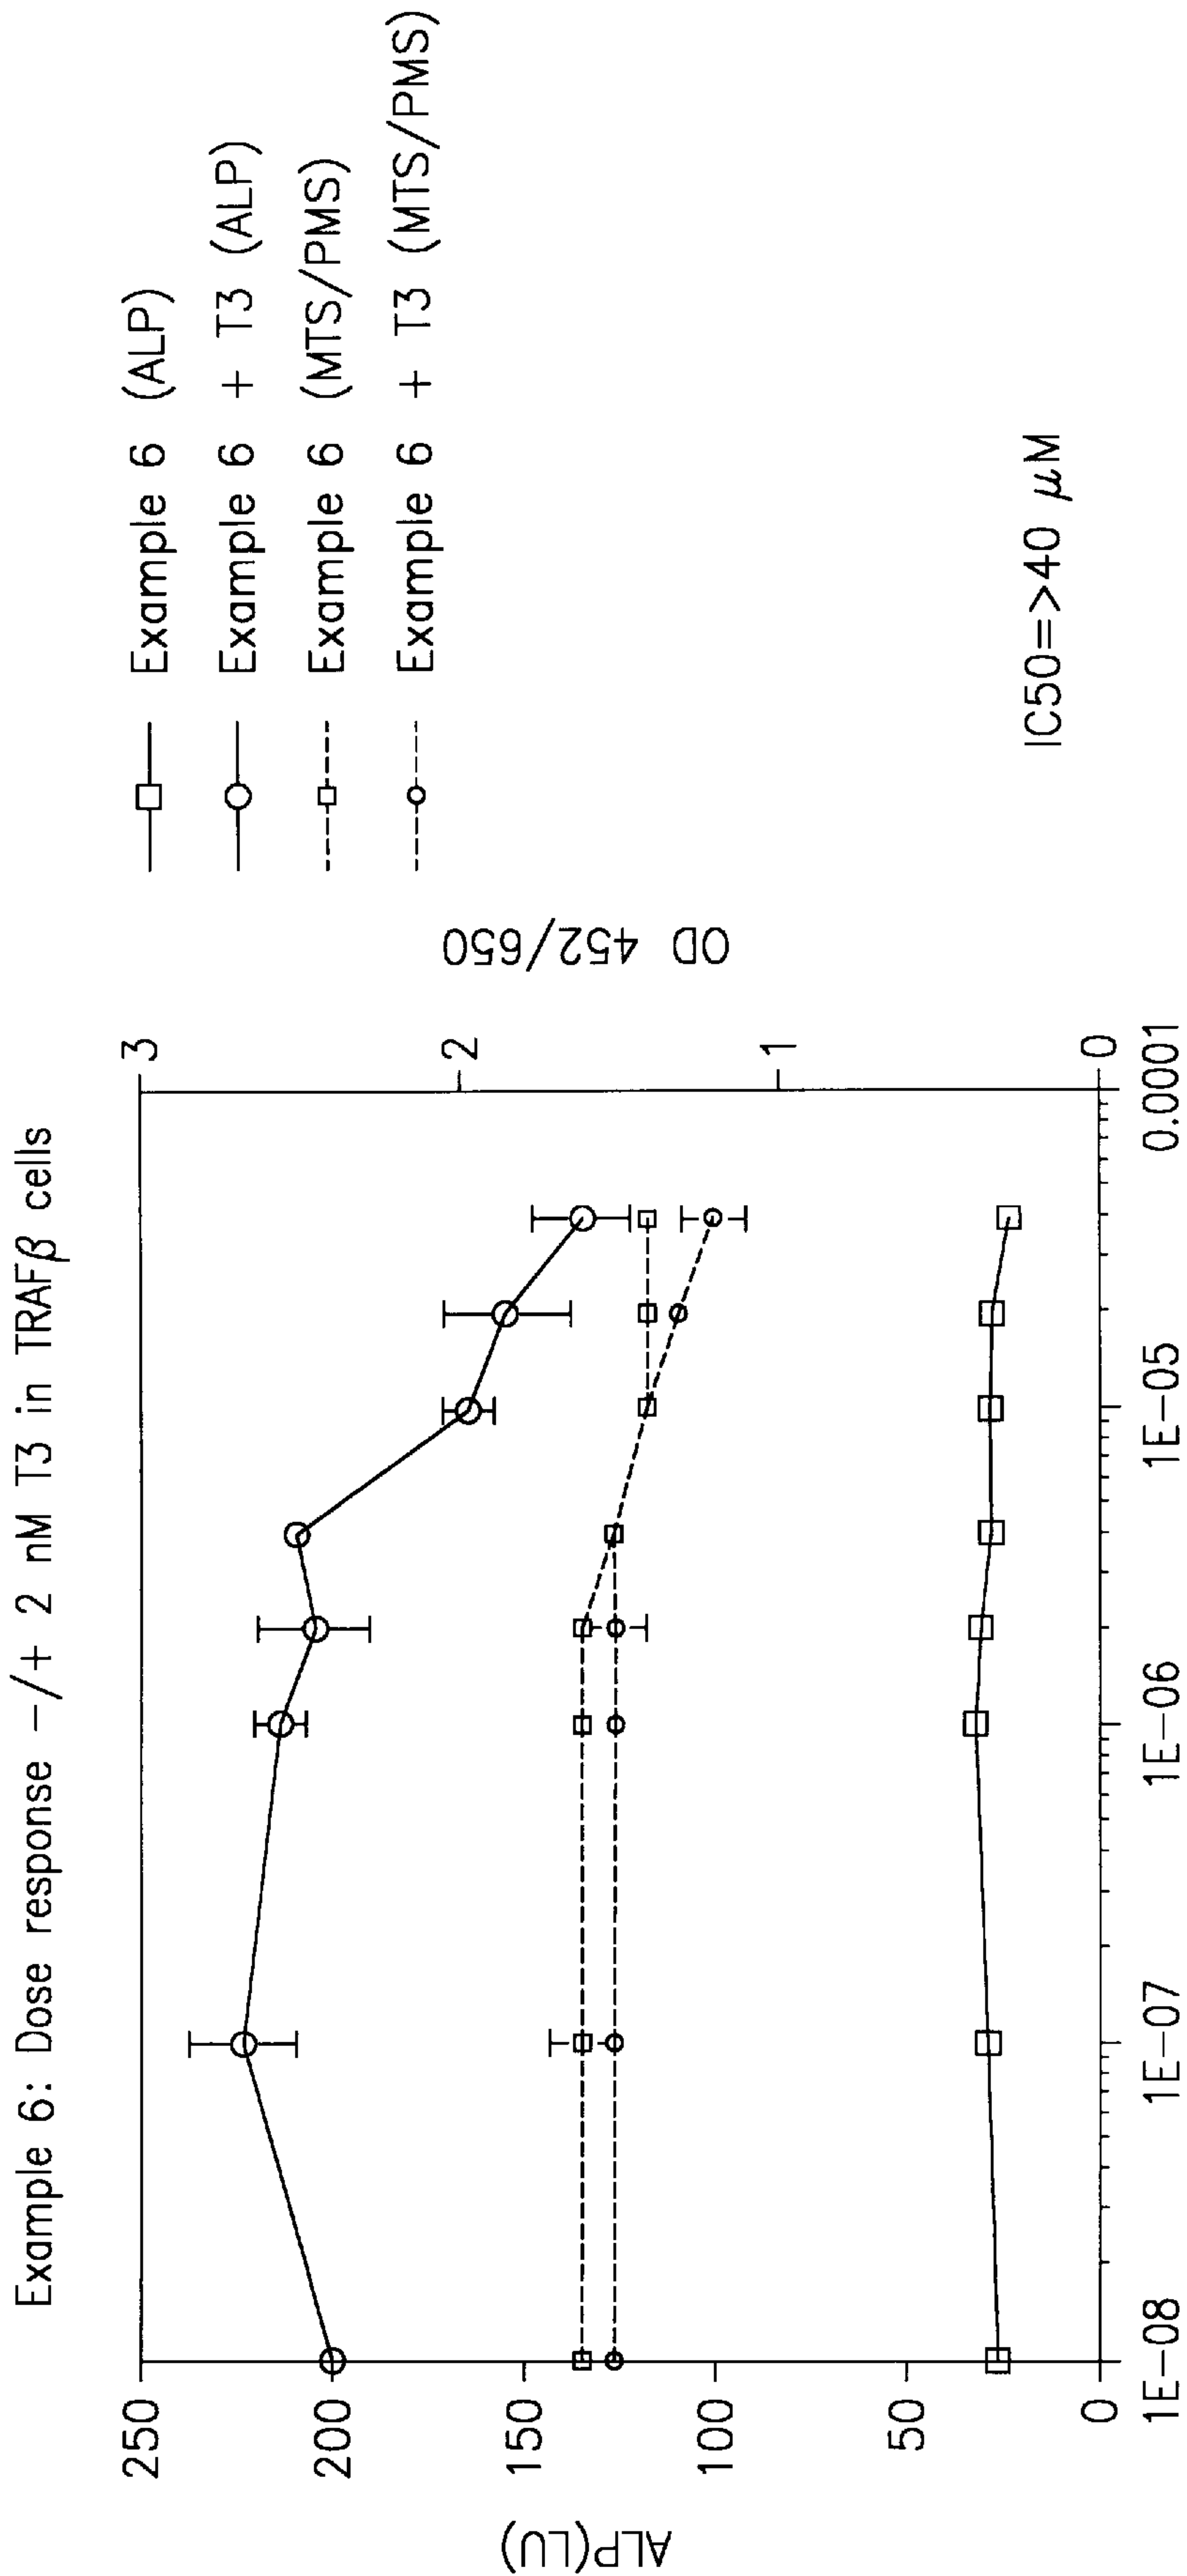 Example 6: Dose response -/+ 2 nM T3 in TRAFβ cells
ALP(LU)
250
200
150
100
50
0
1E-08
1E-07
1E-06
1E-05
0.0001
3
2
1
0
OD 452/650
Example 6 (ALP)
Example 6 + T3 (ALP)
Example 6 (MTS/PMS)
Example 6 + T3 (MTS/PMS)
IC50=>40 μM